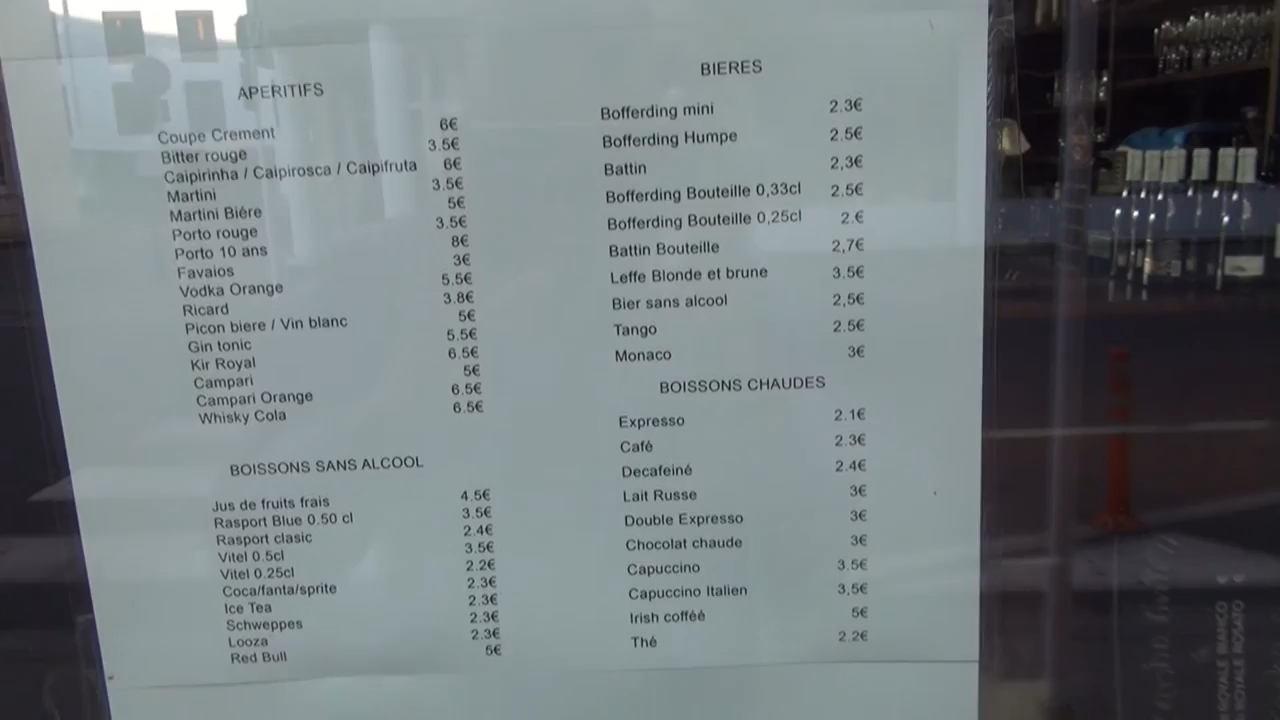 APERITIFS
Coupe Crement 6€
Bitter rouge 3.5€
Caipirinha / Caipirosca / Caipifruta 6€
Martini 3.5€
Martini Biére 5€
Porto rouge 3.5€
Porto 10 ans 8€
Favaios 3€
Vodka Orange 5.5€
Ricard 3.8€
Picon biere / Vin blanc 5€
Gin tonic 5.5€
Kir Royal 6.5€
Campari 5€
Campari Orange 6.5€
Whisky Cola 6.5€
BOISSONS SANS ALCOOL
Jus de fruits frais 4.5€
Rasport Blue 0.50 cl 3.5€
Rasport clasic 2.4€
Vitel 0.5cl 3.5€
Vitel 0.25cl 2.2€
Coca/fanta/sprite 2.3€
Ice Tea 2.3€
Schweppes 2.3€
Looza 2.3€
Red Bull 5€
BIERES
Bofferding mini 2.3€
Bofferding Humpe 2.5€
Battin 2,3€
Bofferding Bouteille 0,33cl 2.5€
Bofferding Bouteille 0,25cl 2.€
Battin Bouteille 2,7€
Leffe Blonde et brune 3.5€
Bier sans alcool 2,5€
Tango 2.5€
Monaco 3€
BOISSONS CHAUDES
Expresso 2.1€
Café 2.3€
Decafeiné 2.4€
Lait Russe 3€
Double Expresso 3€
Chocolat chaude 3€
Capuccino 3.5€
Capuccino Italien 3,5€
Irish cofféé 5€
Thé 2.2€
ROYALE BIANCO
ROYALE ROSATO